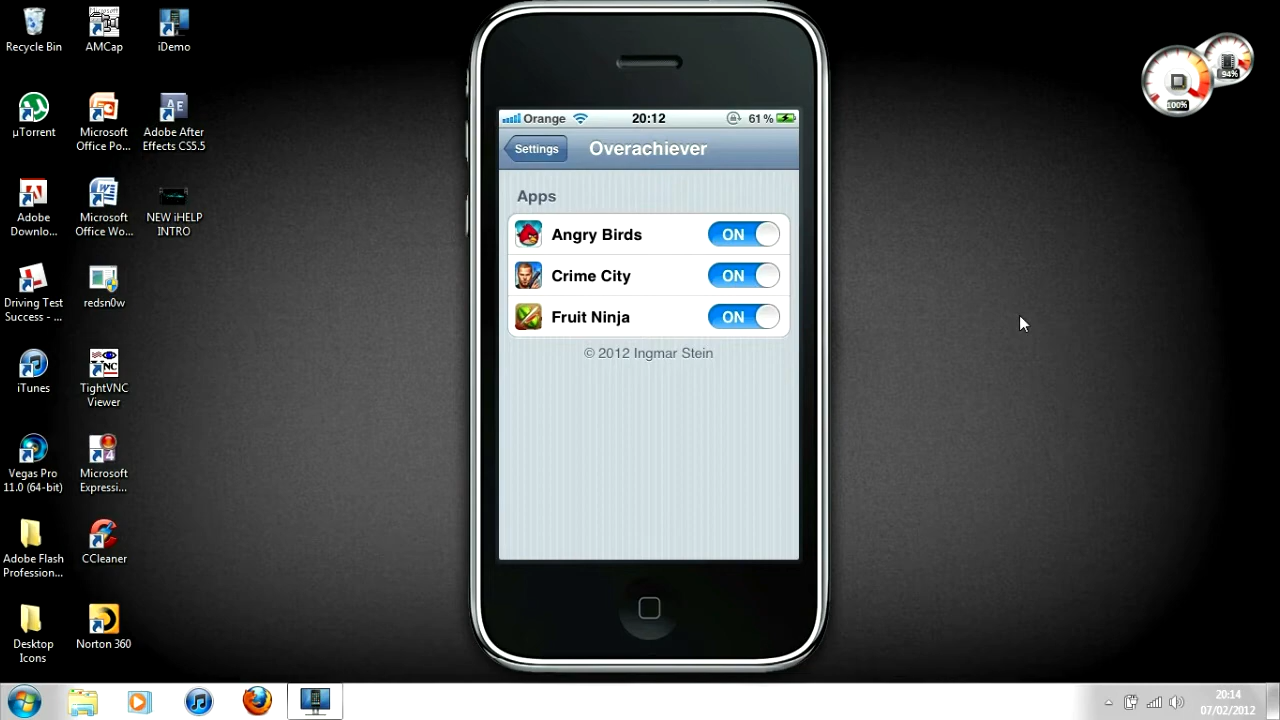 Recycle Bin
AMCap
iDemo
µTorrent
Microsoft
Office Po...
Adobe After
Effects CS5.5
Adobe
Downlo...
Microsoft
Office Wo...
NEW iHELP
INTRO
Driving Test
Success - ...
redsn0w
iTunes
TightVNC
Viewer
Vegas Pro
11.0 (64-bit)
Microsoft
Expressi...
Adobe Flash
Profession...
CCleaner
Desktop
Icons
Norton 360
Orange
20:12
61%
Settings
Overachiever
Apps
Angry Birds
ON
Crime City
ON
Fruit Ninja
ON
© 2012 Ingmar Stein
100%
94%
20:14
07/02/2012